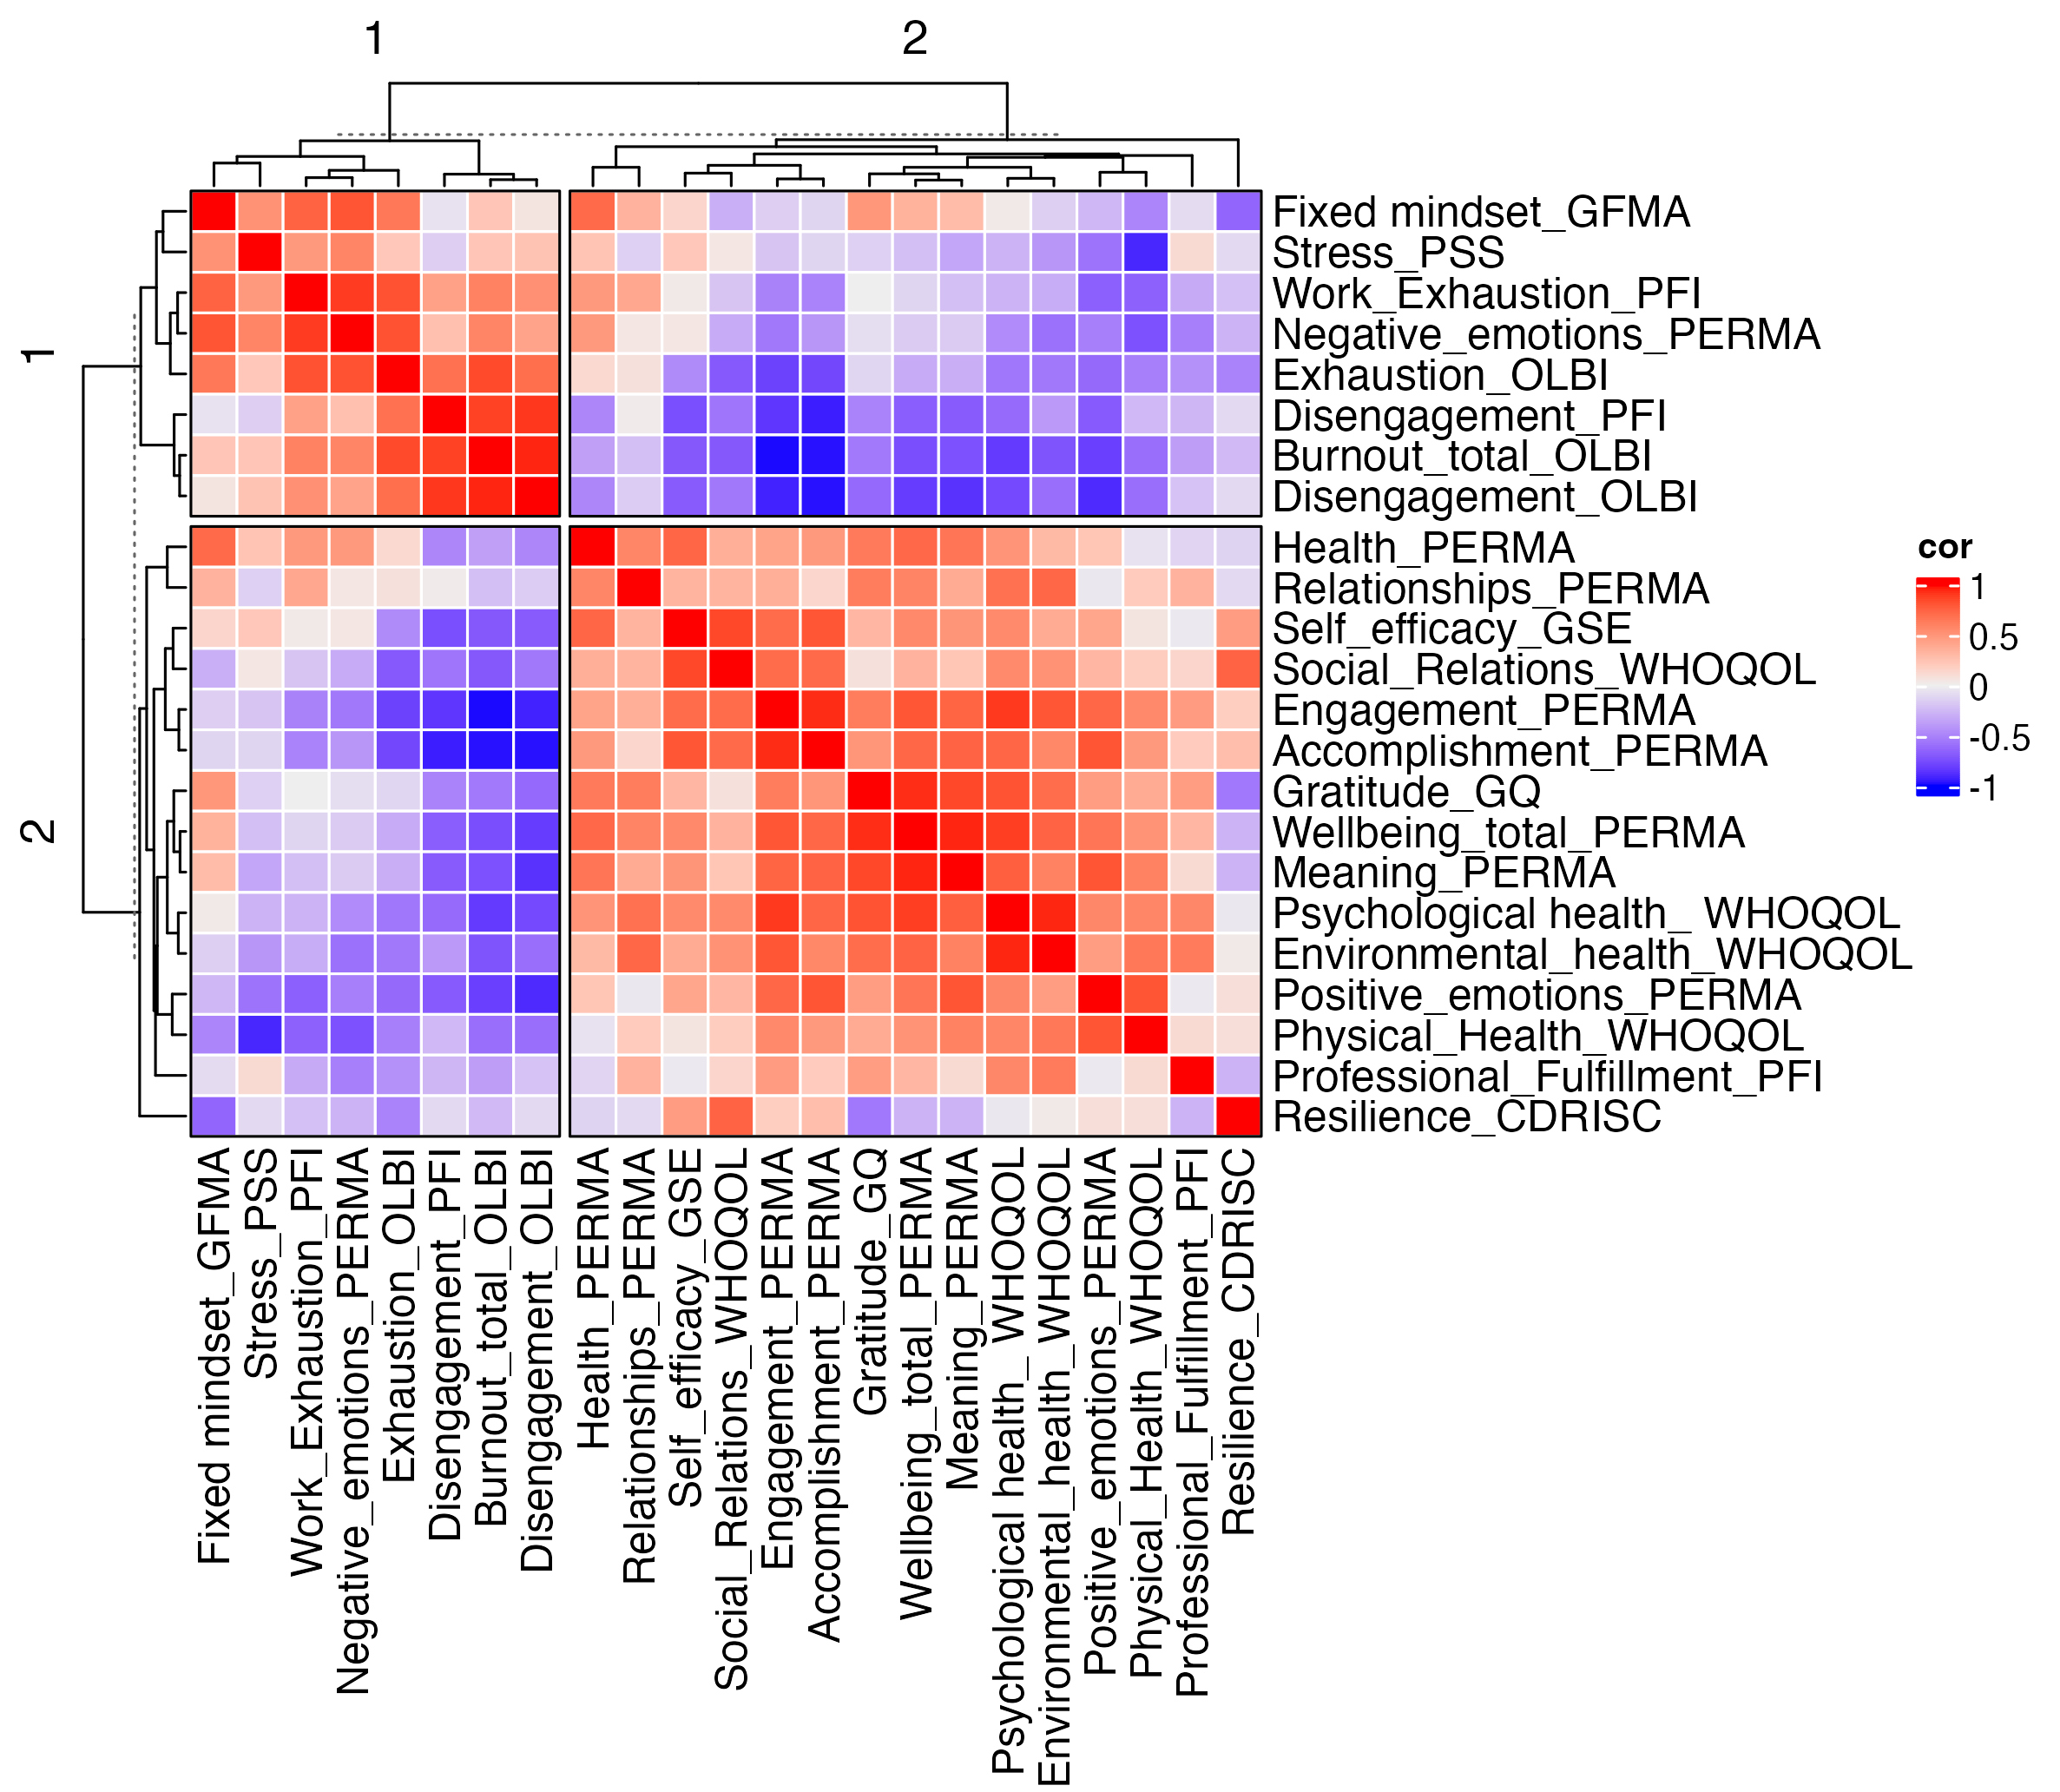 1
2
1
2
Fixed mindset_GFMA
Stress_PSS
Work_Exhaustion_PFI
Negative_emotions_PERMA
Exhaustion_OLBI
Disengagement_PFI
Burnout_total_OLBI
Disengagement_OLBI
Health_PERMA
Relationships_PERMA
Self_efficacy_GSE
Social_Relations_WHOQOL
Engagement_PERMA
Accomplishment_PERMA
Gratitude_GQ
Wellbeing_total_PERMA
Meaning_PERMA
Psychological health_ WHOQOL
Environmental_health_WHOQOL
Positive_emotions_PERMA
Physical_Health_WHOQOL
Professional_Fulfillment_PFI
Resilience_CDRISC
cor
1
0.5
0
-0.5
-1
Fixed mindset_GFMA
Stress_PSS
Work_Exhaustion_PFI
Negative_emotions_PERMA
Exhaustion_OLBI
Disengagement_PFI
Burnout_total_OLBI
Disengagement_OLBI
Health_PERMA
Relationships_PERMA
Self_efficacy_GSE
Social_Relations_WHOQOL
Engagement_PERMA
Accomplishment_PERMA
Gratitude_GQ
Wellbeing_total_PERMA
Meaning_PERMA
Psychological health_ WHOQOL
Environmental_health_WHOQOL
Positive_emotions_PERMA
Physical_Health_WHOQOL
Professional_Fulfillment_PFI
Resilience_CDRISC